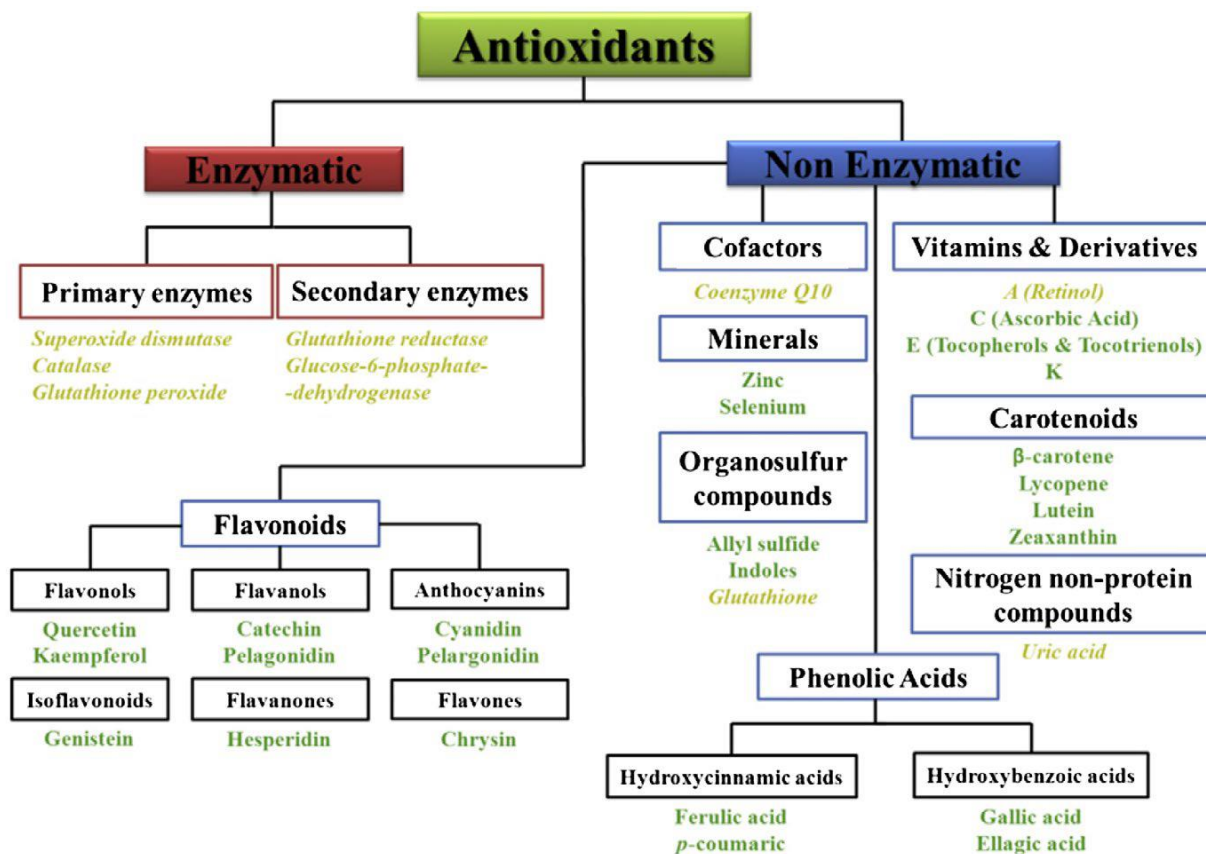 Antioxidants
Enzymatic
Non Enzymatic
Primary enzymes
Superoxide dismutase
Catalase
Glutathione peroxide
Secondary enzymes
Glutathione reductase
Glucose-6-phosphate-
-dehydrogenase
Cofactors
Coenzyme Q10
Minerals
Zinc
Selenium
Organosulfur
compounds
Allyl sulfide
Indoles
Glutathione
Vitamins & Derivatives
A (Retinol)
C (Ascorbic Acid)
E (Tocopherols & Tocotrienols)
K
Carotenoids
β-carotene
Lycopene
Lutein
Zeaxanthin
Nitrogen non-protein
compounds
Uric acid
Flavonoids
Flavonols
Quercetin
Kaempferol
Flavanols
Catechin
Pelagonidin
Anthocyanins
Cyanidin
Pelargonidin
Isoflavonoids
Genistein
Flavanones
Hesperidin
Flavones
Chrysin
Phenolic Acids
Hydroxycinnamic acids
Ferulic acid
p-coumaric
Hydroxybenzoic acids
Gallic acid
Ellagic acid